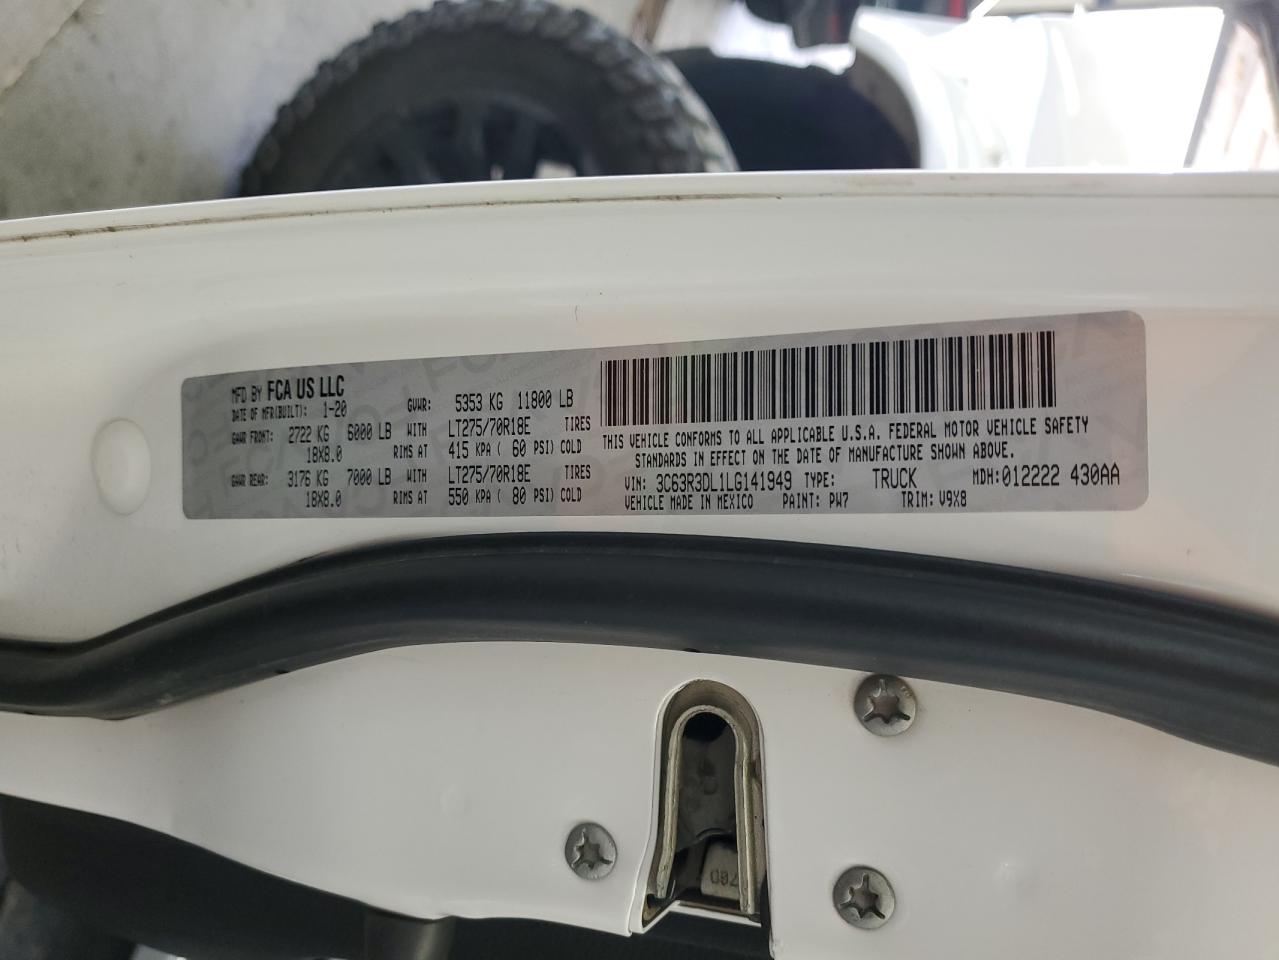 MFD BY FCA US LLC
DATE OF MFR(BUILT): 1-20 GVWR: 5353 KG 11800 LB
GAWR FRONT: 2722 KG 6000 LB WITH LT275/70R18E TIRES
18X8.0 RIMS AT 415 KPA ( 60 PSI) COLD
GAWR REAR: 3176 KG 7000 LB WITH LT275/70R18E TIRES
18X8.0 RIMS AT 550 KPA ( 80 PSI) COLD
THIS VEHICLE CONFORMS TO ALL APPLICABLE U.S.A. FEDERAL MOTOR VEHICLE SAFETY
STANDARDS IN EFFECT ON THE DATE OF MANUFACTURE SHOWN ABOVE.
VIN: 3C63R3DL1LG141949 TYPE: TRUCK MDH:012222 430AA
VEHICLE MADE IN MEXICO PAINT: PW7 TRIM: V9X8